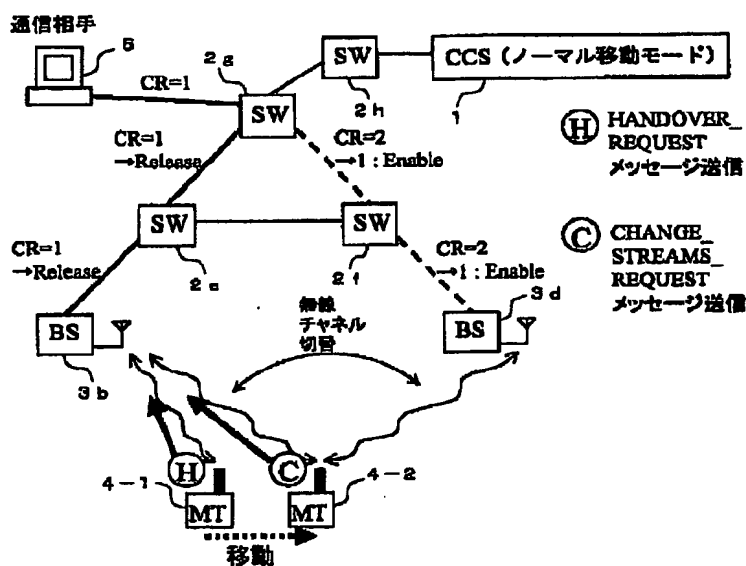 通信相手
5
CR=1
2g
SW
SW
2h
CCS (ノーマル移動モード)
1
CR=1
→Release
CR=2
→1 : Enable
H HANDOVER_
REQUEST
メッセージ送信
SW
2e
SW
2f
CR=1
→Release
CR=2
→1 : Enable
C CHANGE_
STREAMS_
REQUEST
メッセージ送信
BS
3b
無線
チャネル
切替
BS
3d
H
C
4-1
MT
4-2
MT
移動